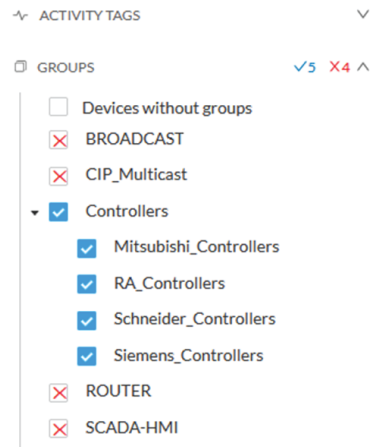 ACTIVITY TAGS
GROUPS 5 4
Devices without groups
BROADCAST
CIP_Multicast
Controllers
Mitsubishi_Controllers
RA_Controllers
Schneider_Controllers
Siemens_Controllers
ROUTER
SCADA-HMI